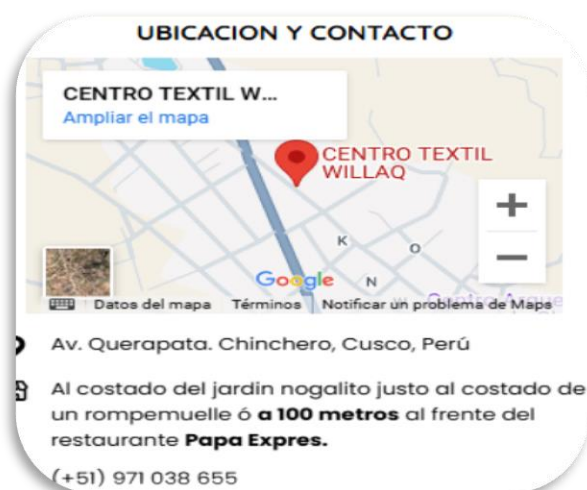 UBICACION Y CONTACTO
CENTRO TEXTIL W...
Ampliar el mapa
CENTRO TEXTIL
WILLAQ
K
O
N
Google
Datos del mapa Términos Notificar un problema de Maps
Av. Querapata. Chinchero, Cusco, Perú
Al costado del jardin nogalito justo al costado de
un rompemuelle ó a 100 metros al frente del
restaurante Papa Expres.
(+51) 971 038 655